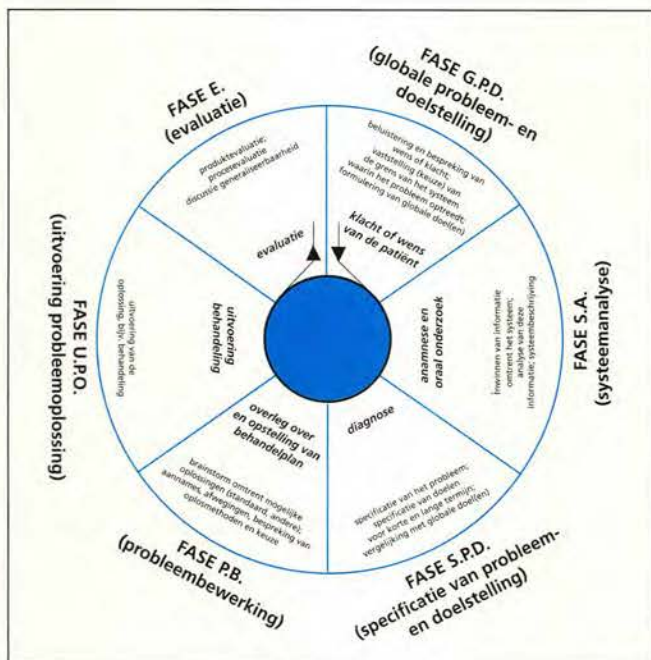 FASE G.P.D.
(globale probleem- en
doelstelling)
beluistering en bespreking van
wens of klacht;
vaststelling (keuze) van
de grens van het systeem
waarin het probleem optreedt;
formulering van globale doel(en)
klacht of wens
van de patiënt
FASE S.A.
(systeemanalyse)
Inwinnen van informatie
omtrent het systeem;
analyse van deze
informatie; systeembeschrijving
anamnese en
oraal onderzoek
FASE S.P.D.
(specificatie van probleem-
en doelstelling)
specificatie van het probleem;
specificatie van doelen
voor korte en lange termijn;
vergelijking met globale doel(en)
diagnose
FASE P.B.
(probleembewerking)
overleg over
en opstelling van
behandelplan
brainstorm omtrent mogelijke
oplossingen (standaard, andere);
aannames, afwegingen, bespreking van
oplosmethoden en keuze
FASE U.P.O.
(uitvoering probleemoplossing)
uitvoering van de
oplossing, bijv. behandeling
uitvoering
behandeling
FASE E.
(evaluatie)
produktevaluatie;
procesevaluatie
discussie generaliseerbaarheid
evaluatie